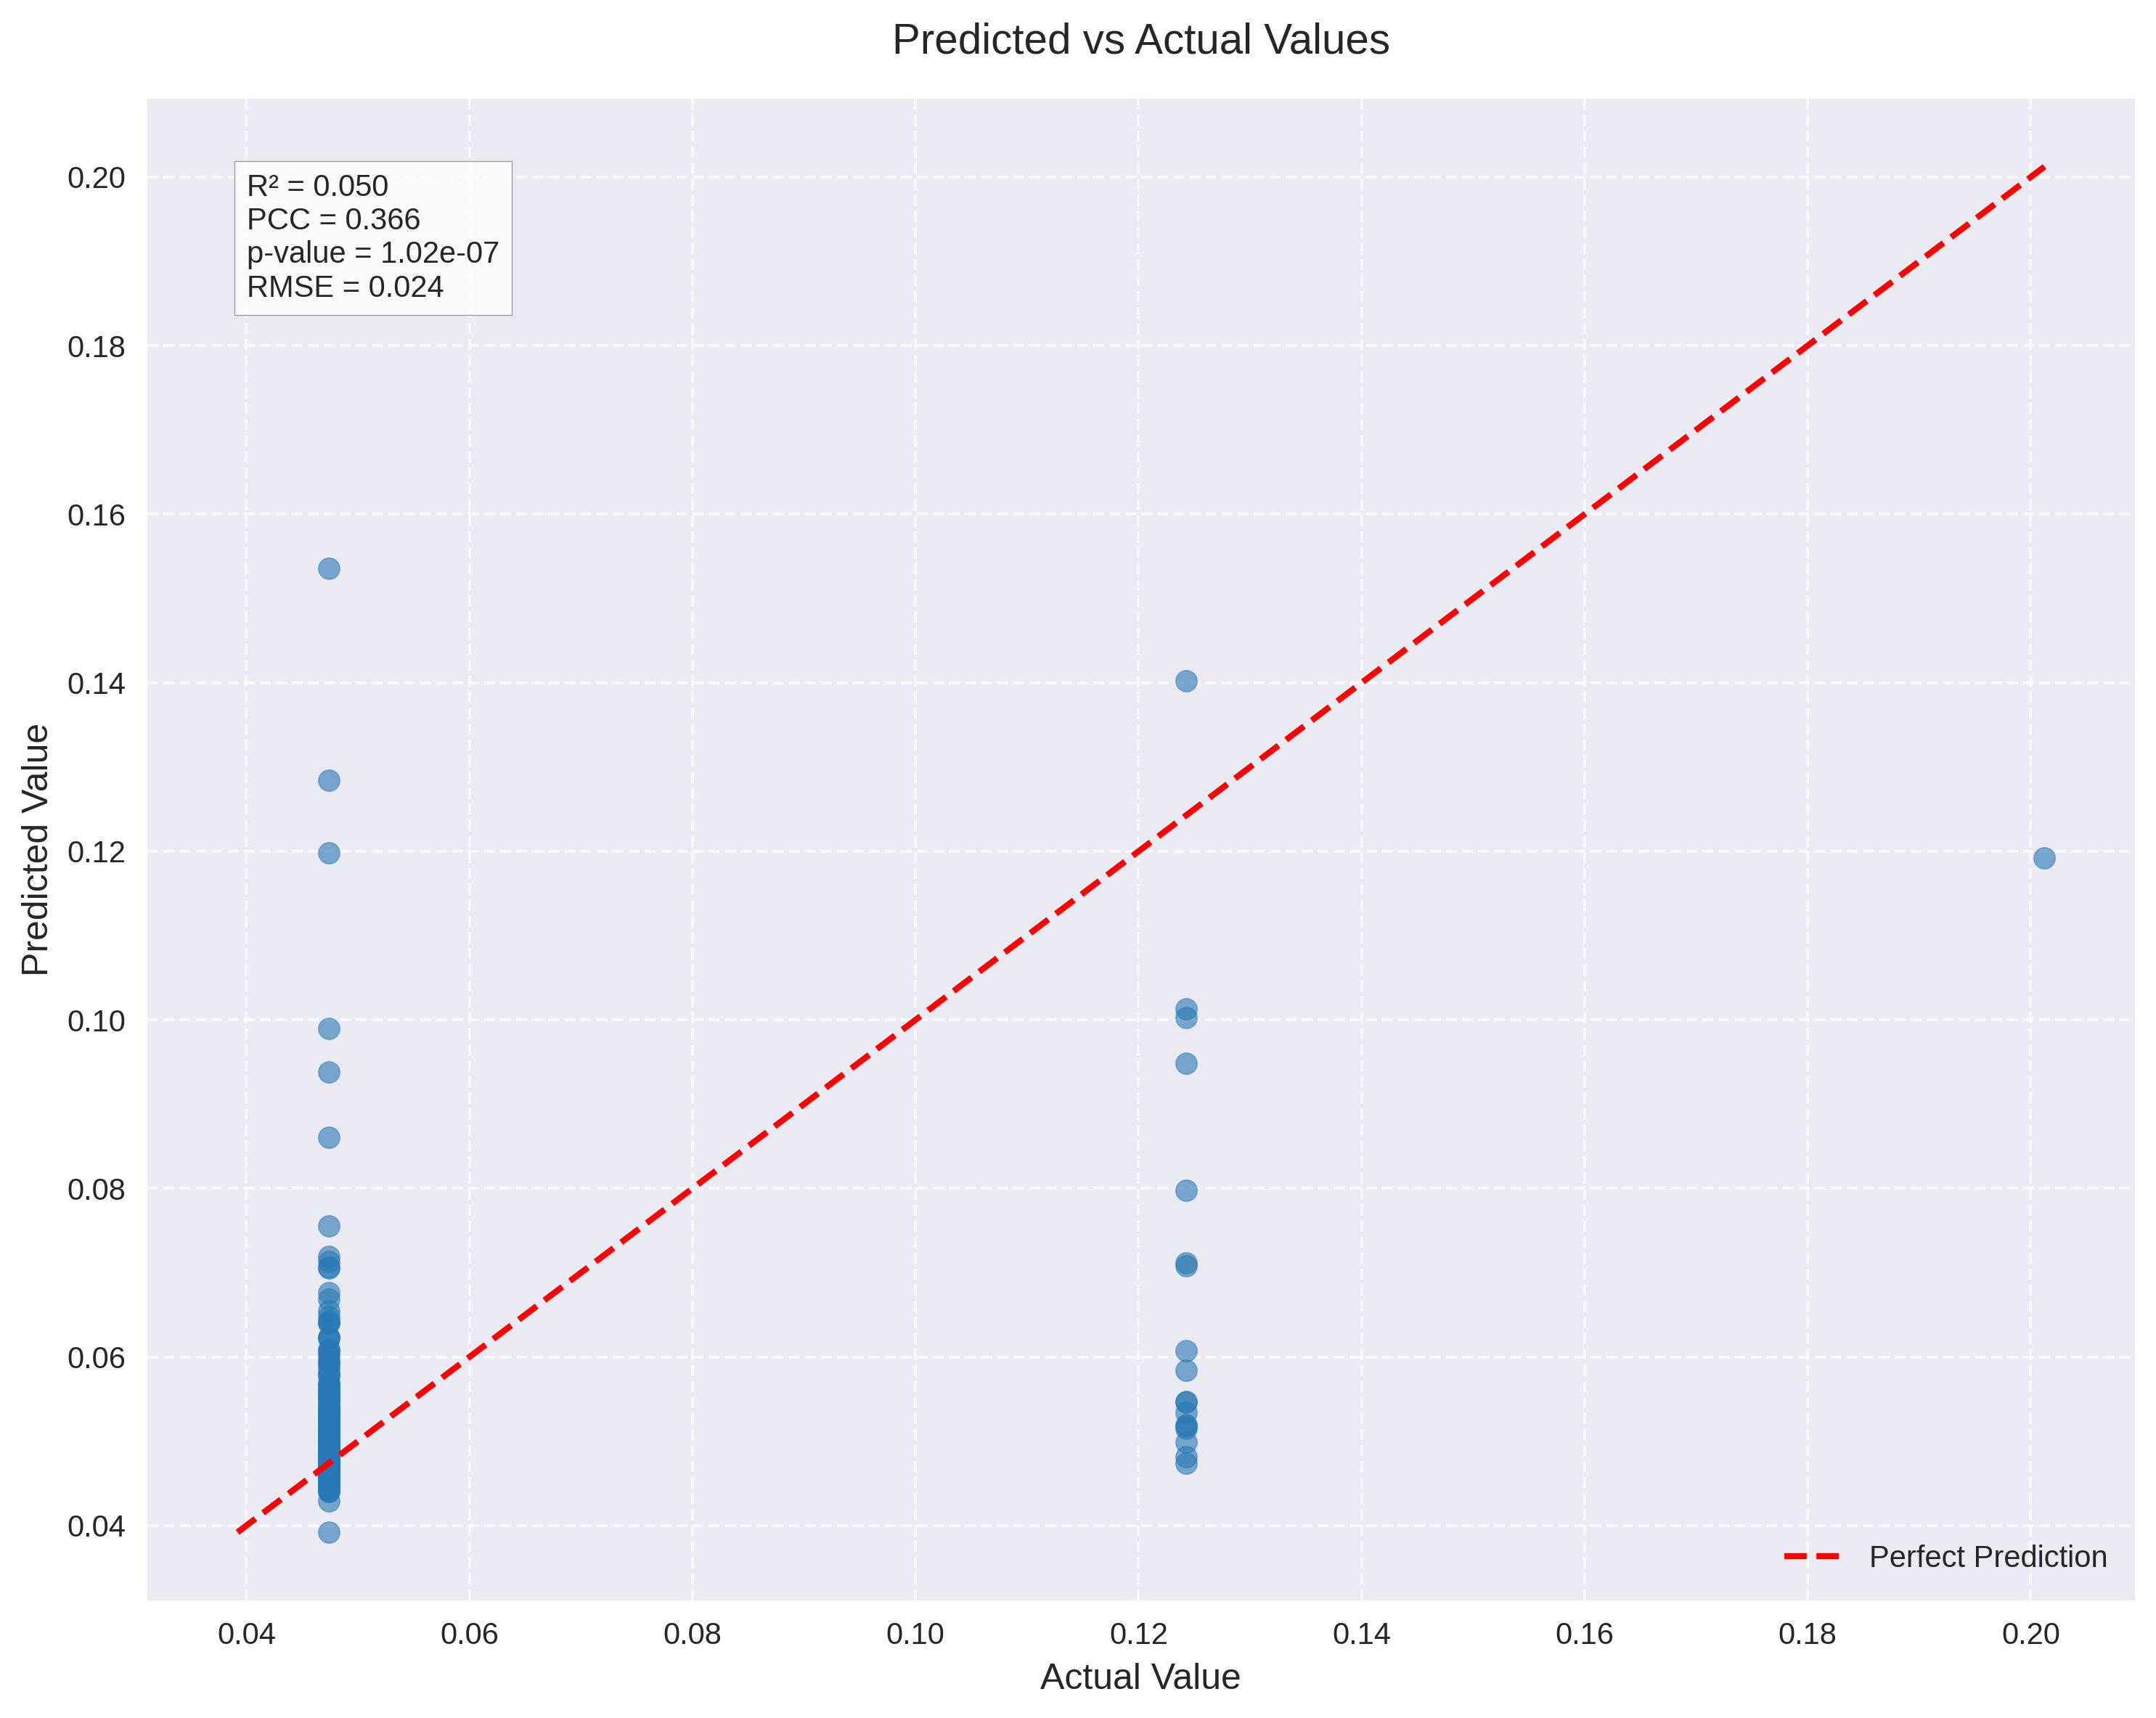 Predicted vs Actual Values
R² = 0.050
PCC = 0.366
p-value = 1.02e-07
RMSE = 0.024
0.20
0.18
0.16
0.14
0.12
0.10
0.08
0.06
0.04
Predicted Value
Perfect Prediction
0.04 0.06 0.08 0.10 0.12 0.14 0.16 0.18 0.20
Actual Value